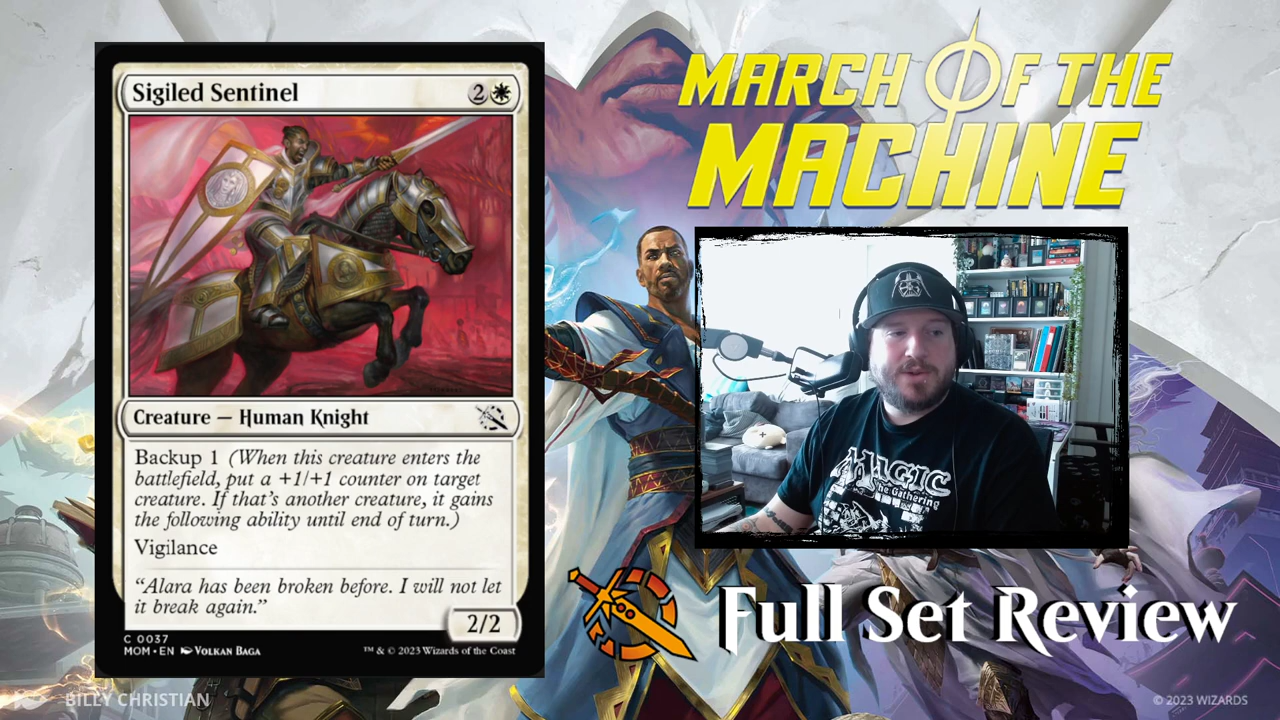 Sigiled Sentinel
2
Creature — Human Knight
Backup 1 (When this creature enters the
battlefield, put a +1/+1 counter on target
creature. If that's another creature, it gains
the following ability until end of turn.)
Vigilance
“Alara has been broken before. I will not let
it break again.”
2/2
C 0037
MOM • EN VOLKAN BAGA
™ & © 2023 Wizards of the Coast
BILLY CHRISTIAN
MARCH OF THE
MACHINE
MAGIC
The Gathering
Full Set Review
© 2023 WIZARDS